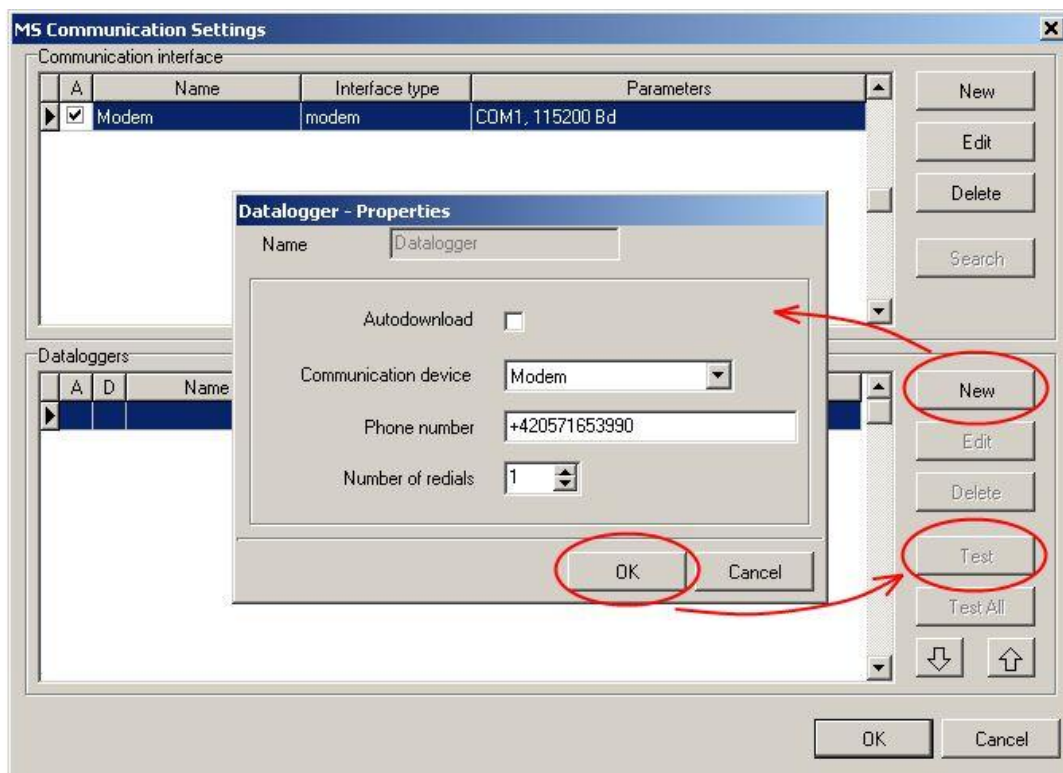 MS Communication Settings
Communication interface
A Name Interface type Parameters
Modem modem COM1, 115200 Bd
New
Edit
Delete
Search
Datalogger - Properties
Name Datalogger
Autodownload
Communication device Modem
Phone number +420571653990
Number of redials 1
OK Cancel
Dataloggers
A D Name
New
Edit
Delete
Test
Test All
OK Cancel